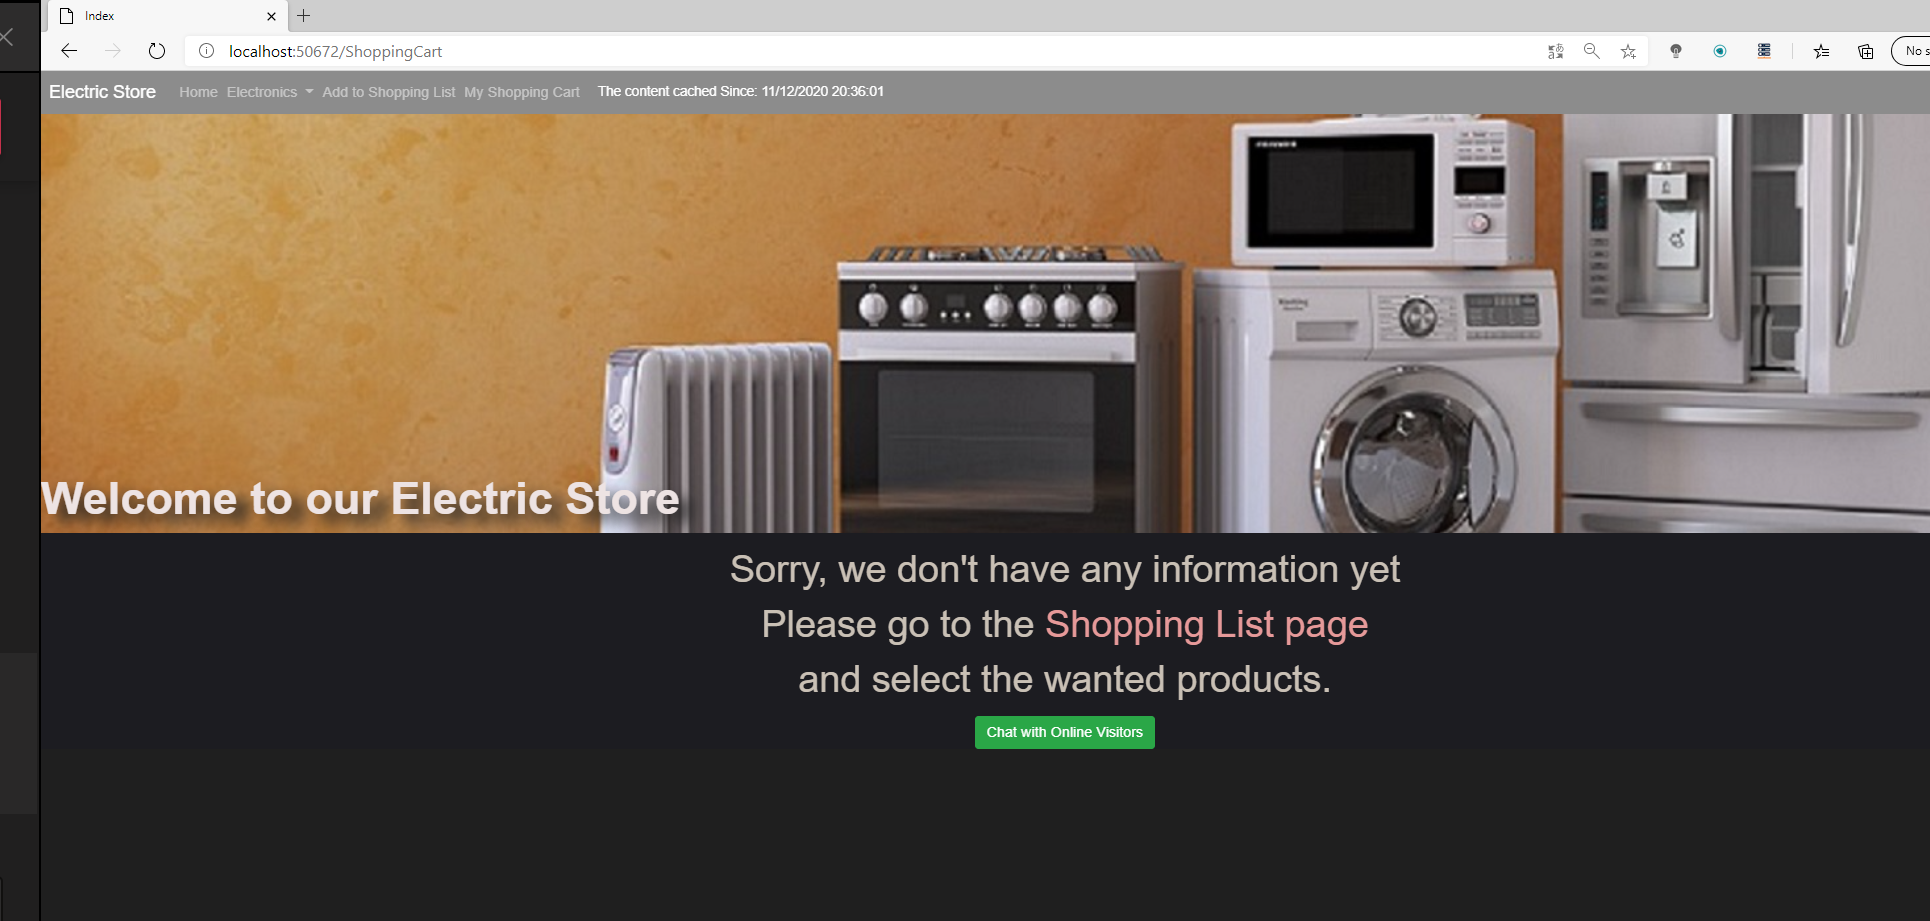 Index
localhost:50672/ShoppingCart
No s
Electric Store Home Electronics Add to Shopping List My Shopping Cart The content cached Since: 11/12/2020 20:36:01
Welcome to our Electric Store
Sorry, we don't have any information yet
Please go to the Shopping List page
and select the wanted products.
Chat with Online Visitors